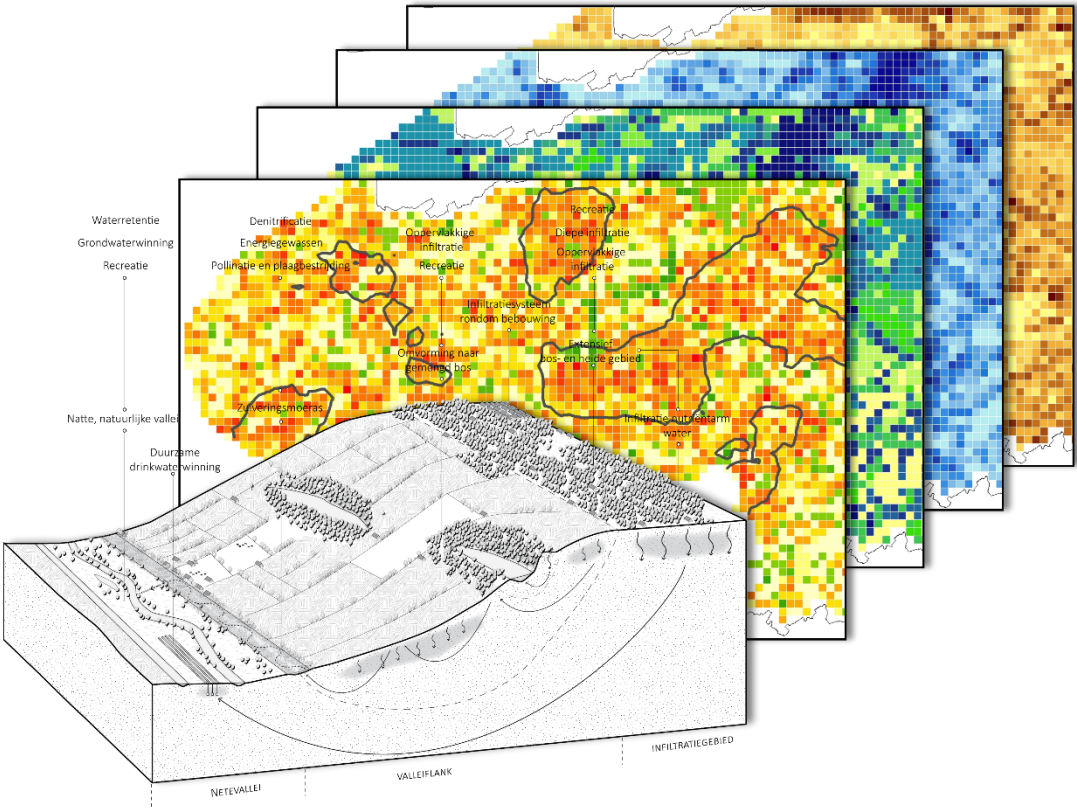 Waterretentie
Grondwaterwinning
Recreatie
Denitrificatie
Energiegewassen
Pollinatie en plaagbestrijding
Oppervlakkige
infiltratie
Recreatie
Recreatie
Diepe infiltratie
Oppervlakkige
infiltratie
Infiltratiesysteem
rondom bebouwing
Omvorming naar
gemengd bos
Extensief
bos- en heide gebied
Zuiveringsmoeras
Infiltratie nutriëntarm
water
Natte, natuurlijke vallei
Duurzame
drinkwaterwinning
NETEVALLEI
VALLEIFLANK
INFILTRATIEGEBIED